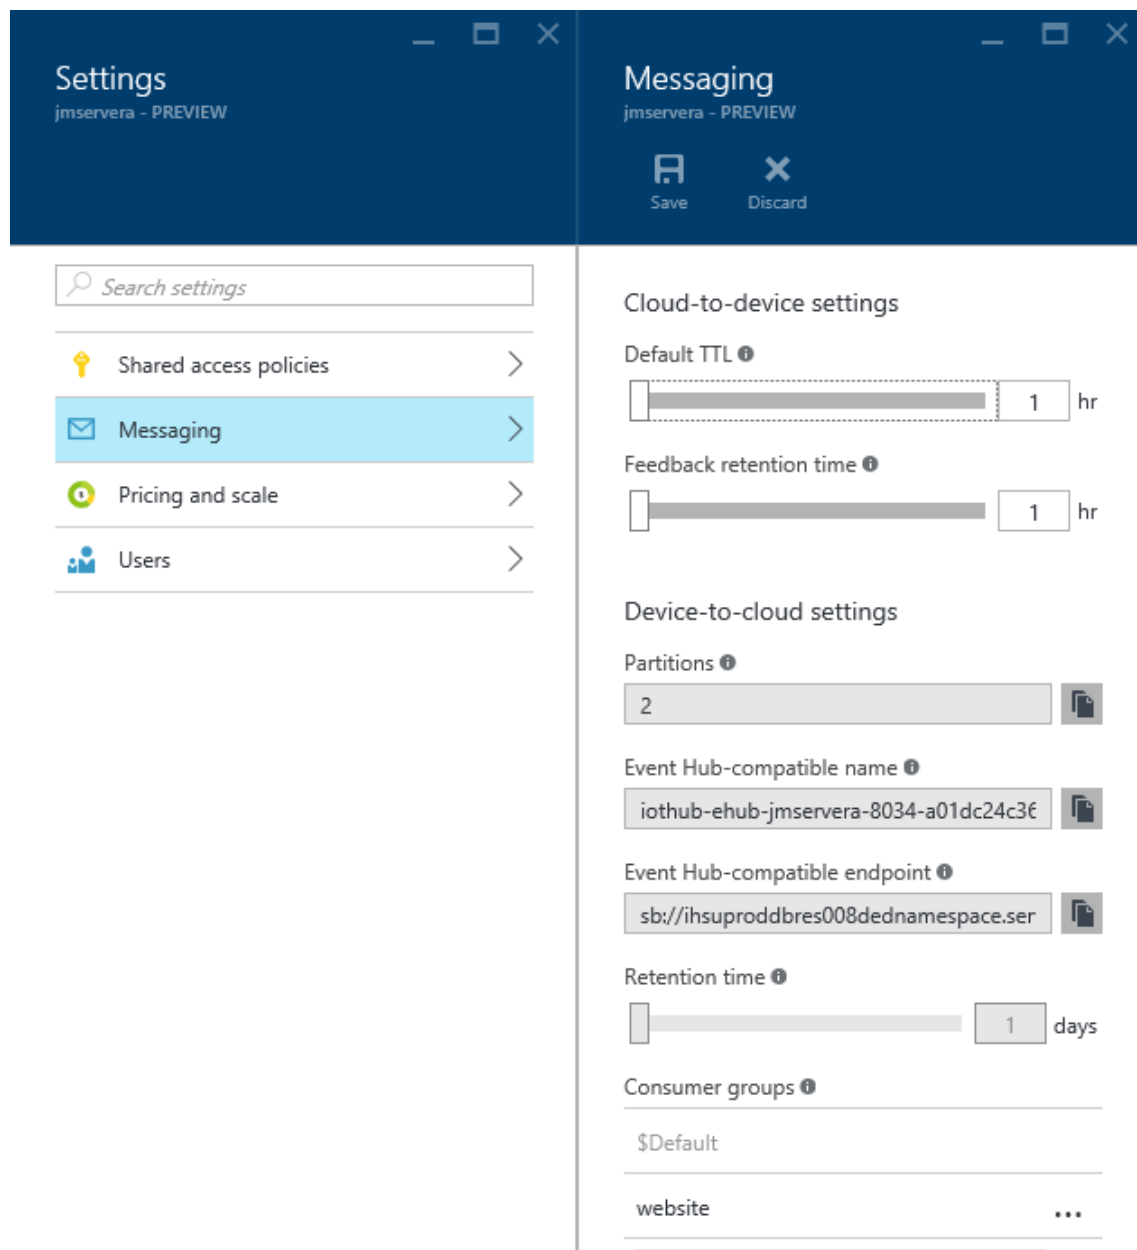 Settings
jmservera - PREVIEW
Search settings
Shared access policies
Messaging
Pricing and scale
Users
Messaging
jmservera - PREVIEW
Save
Discard
Cloud-to-device settings
Default TTL
1 hr
Feedback retention time
1 hr
Device-to-cloud settings
Partitions
2
Event Hub-compatible name
iothub-ehub-jmservera-8034-a01dc24c36
Event Hub-compatible endpoint
sb://ihsuproddbres008dednamespace.ser
Retention time
1 days
Consumer groups
$Default
website
...